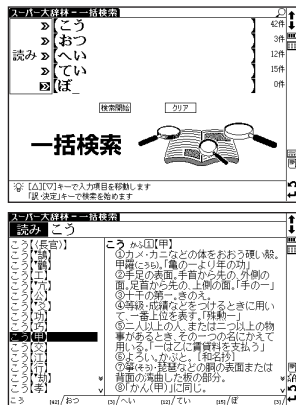 スーパー大辞林－一括検索
読み
こう 42件
おつ 3件
へい 12件
てい 15件
ぼ 0件
検索開始 クリア
一括検索
[△][▽]キーで入力項目を移動します
「訳・決定」キーで検索を始めます
スーパー大辞林－一括検索
読み こう
こう【(長官)】
こう【鵠】
こう【工】
こう【亢】
こう【公】
こう【功】
こう【巧】
こう【甲】
こう【交】
こう【江】
こう【行】
こう【劫】
こう【孝】
こう かふ①【甲】
①カメ・カニなどの体をおおう硬い殻。
甲羅(こうら)。「亀の―より年の功」
②手足の表面。手首から先の、外側の
面。足首から先の、上側の面。「手の―」
③十干の第一。きのえ。
④等級・成績などをつけるときに用い
て、一番上位を表す。「殊勲―」
⑤二人以上の人、または二つ以上の物
事があるとき、その一つの名にかえて
用いる。「―は乙に賃貸料を支払う」
⑥よろい。かぶと。〔和名抄〕
⑦箏(そう)・琵琶などの胴の表面または
背面の湾曲した板の部分。
⑧「かん(甲)」に同じ。
こう [42]/おつ [3]/へい [12]/てい [15]/ぼ [3]/